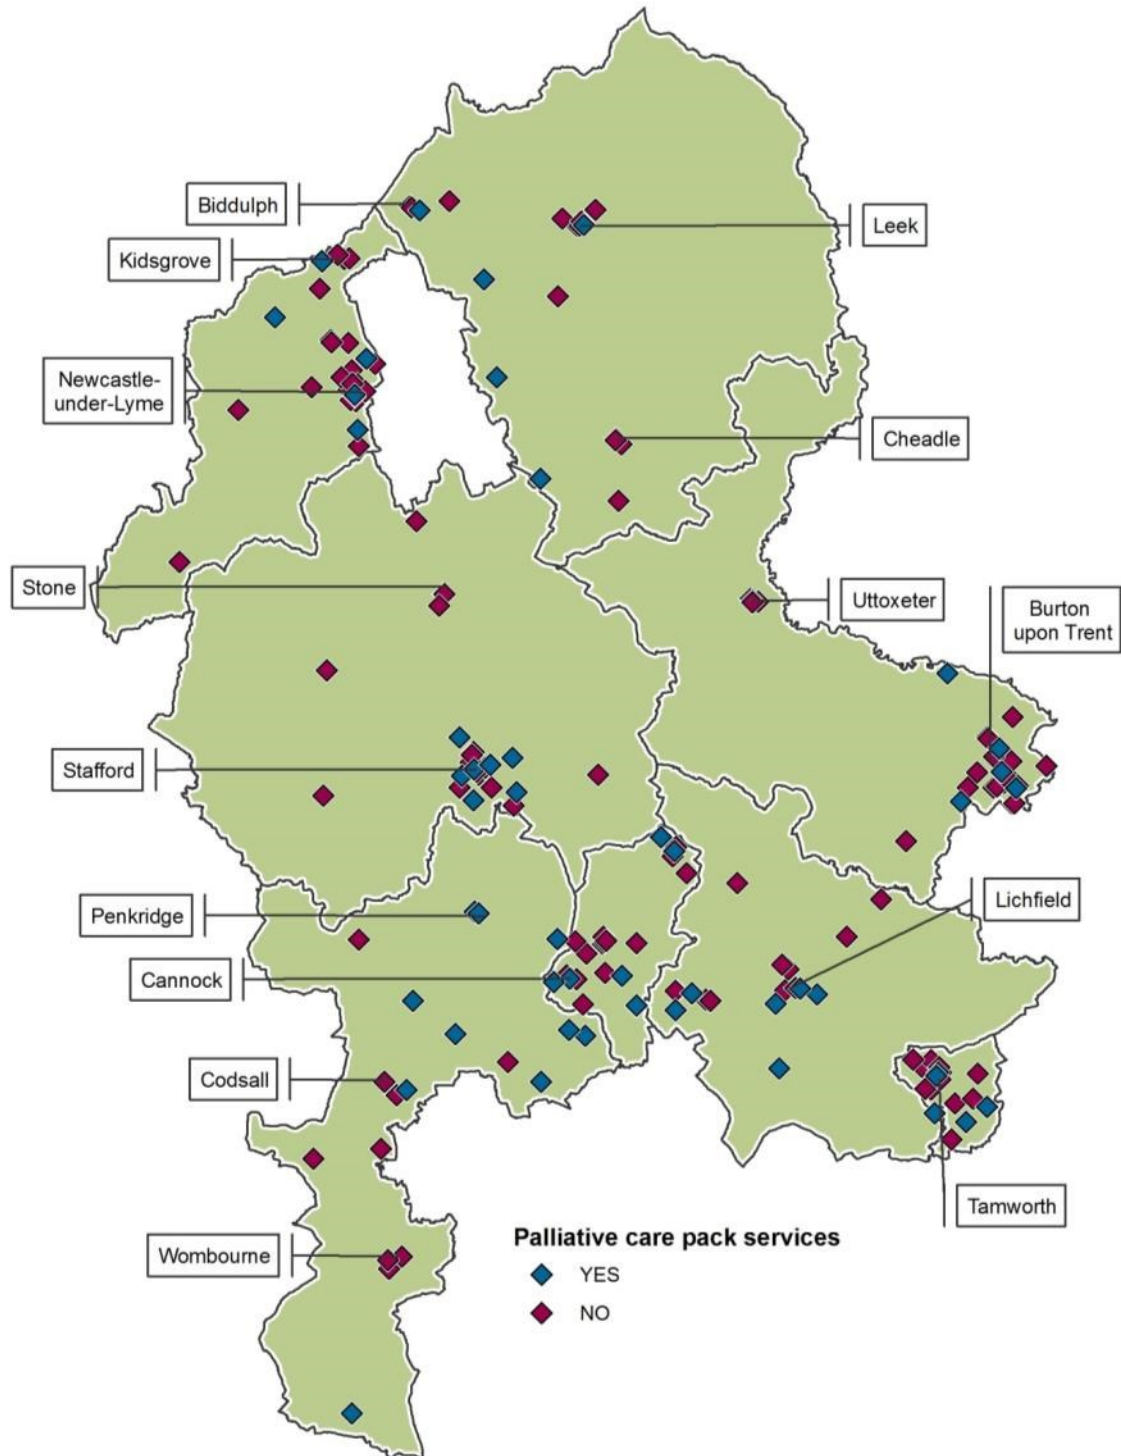 Biddulph
Leek
Kidsgrove
Newcastle-
under-Lyme
Cheadle
Stone
Uttoxeter
Burton
upon Trent
Stafford
Penkridge
Lichfield
Cannock
Codsall
Tamworth
Wombourne
Palliative care pack services
YES
NO